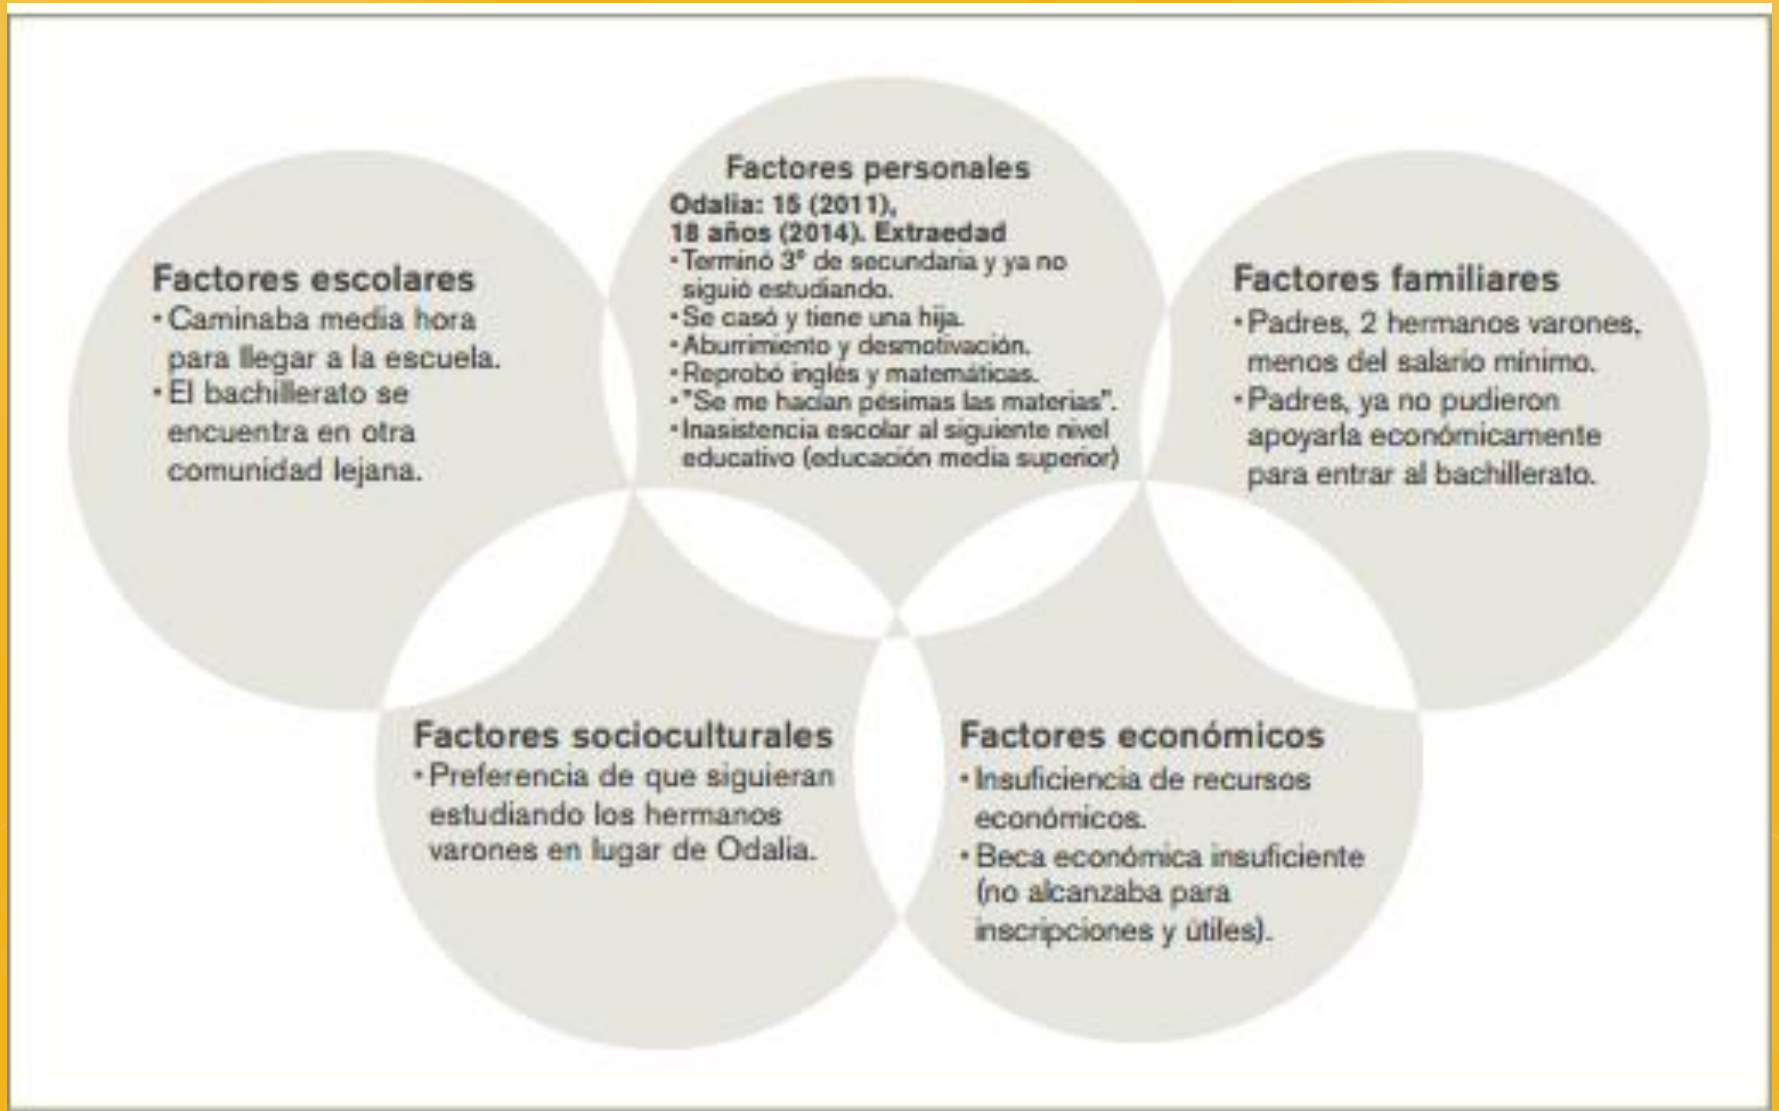 Factores personales
Odalia: 15 (2011),
18 años (2014). Extraedad
• Terminó 3° de secundaria y ya no
siguió estudiando.
• Se casó y tiene una hija.
• Aburrimiento y desmotivación.
• Reprobó inglés y matemáticas.
• "Se me hacían pésimas las materias".
• Inasistencia escolar al siguiente nivel
educativo (educación media superior)
Factores escolares
• Caminaba media hora
para llegar a la escuela.
• El bachillerato se
encuentra en otra
comunidad lejana.
Factores familiares
• Padres, 2 hermanos varones,
menos del salario mínimo.
• Padres, ya no pudieron
apoyarla económicamente
para entrar al bachillerato.
Factores socioculturales
• Preferencia de que siguieran
estudiando los hermanos
varones en lugar de Odalia.
Factores económicos
• Insuficiencia de recursos
económicos.
• Beca económica insuficiente
(no alcanzaba para
inscripciones y útiles).